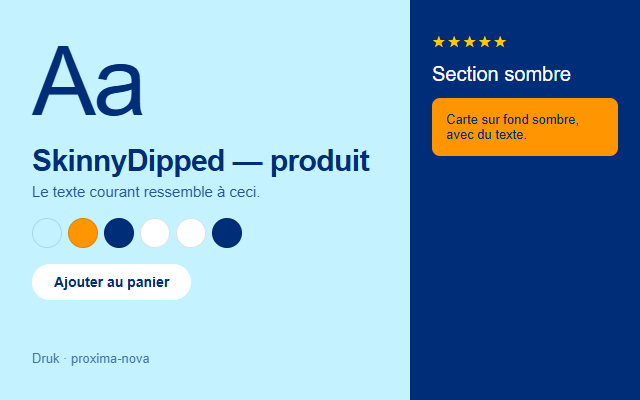 Aa
SkinnyDipped — produit
Le texte courant ressemble à ceci.
Ajouter au panier
Druk · proxima-nova
★★★★★
Section sombre
Carte sur fond sombre,
avec du texte.